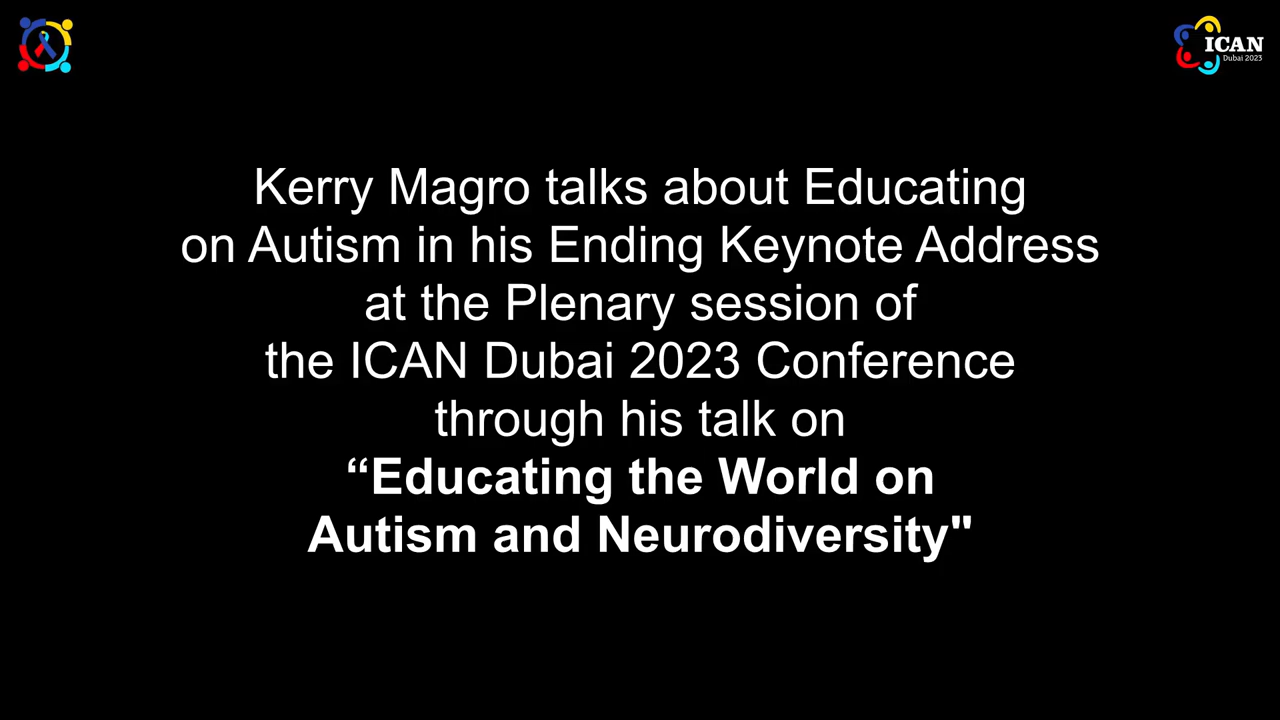 ICAN
Dubai 2023
Kerry Magro talks about Educating
on Autism in his Ending Keynote Address
at the Plenary session of
the ICAN Dubai 2023 Conference
through his talk on
“Educating the World on
Autism and Neurodiversity"